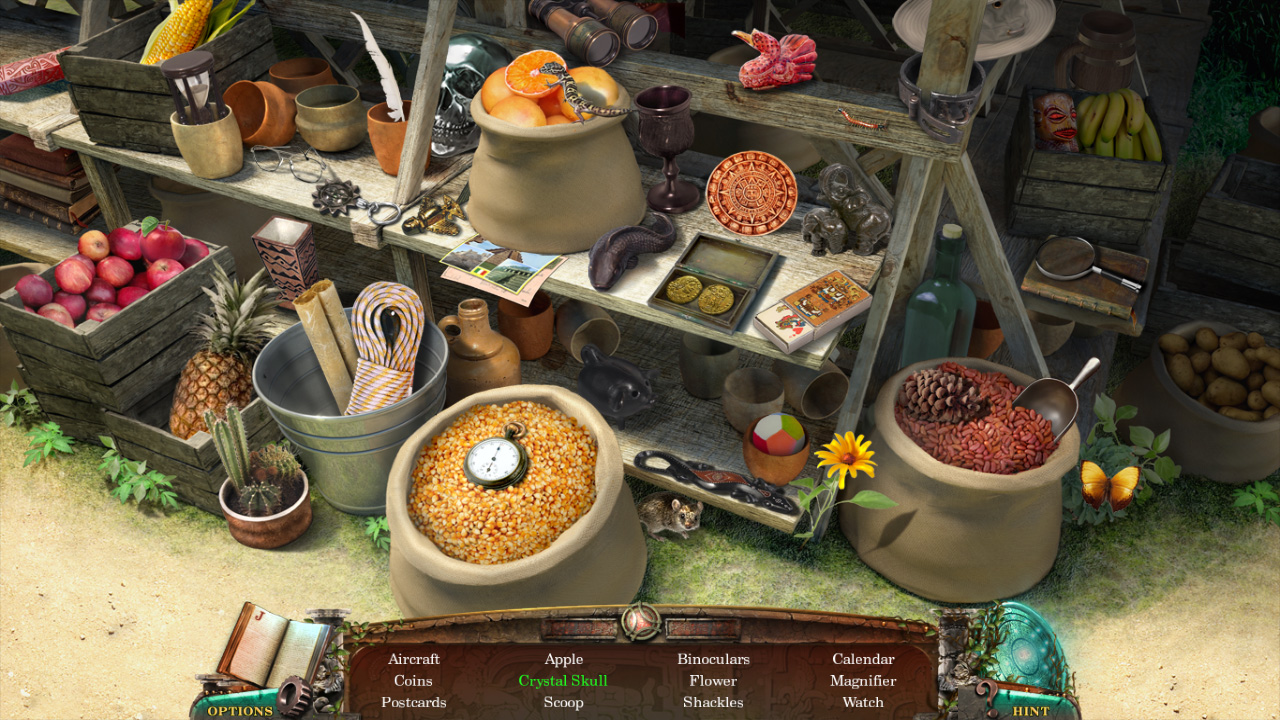 Aircraft Apple Binoculars Calendar
Coins Crystal Skull Flower Magnifier
Postcards Scoop Shackles Watch
OPTIONS HINT